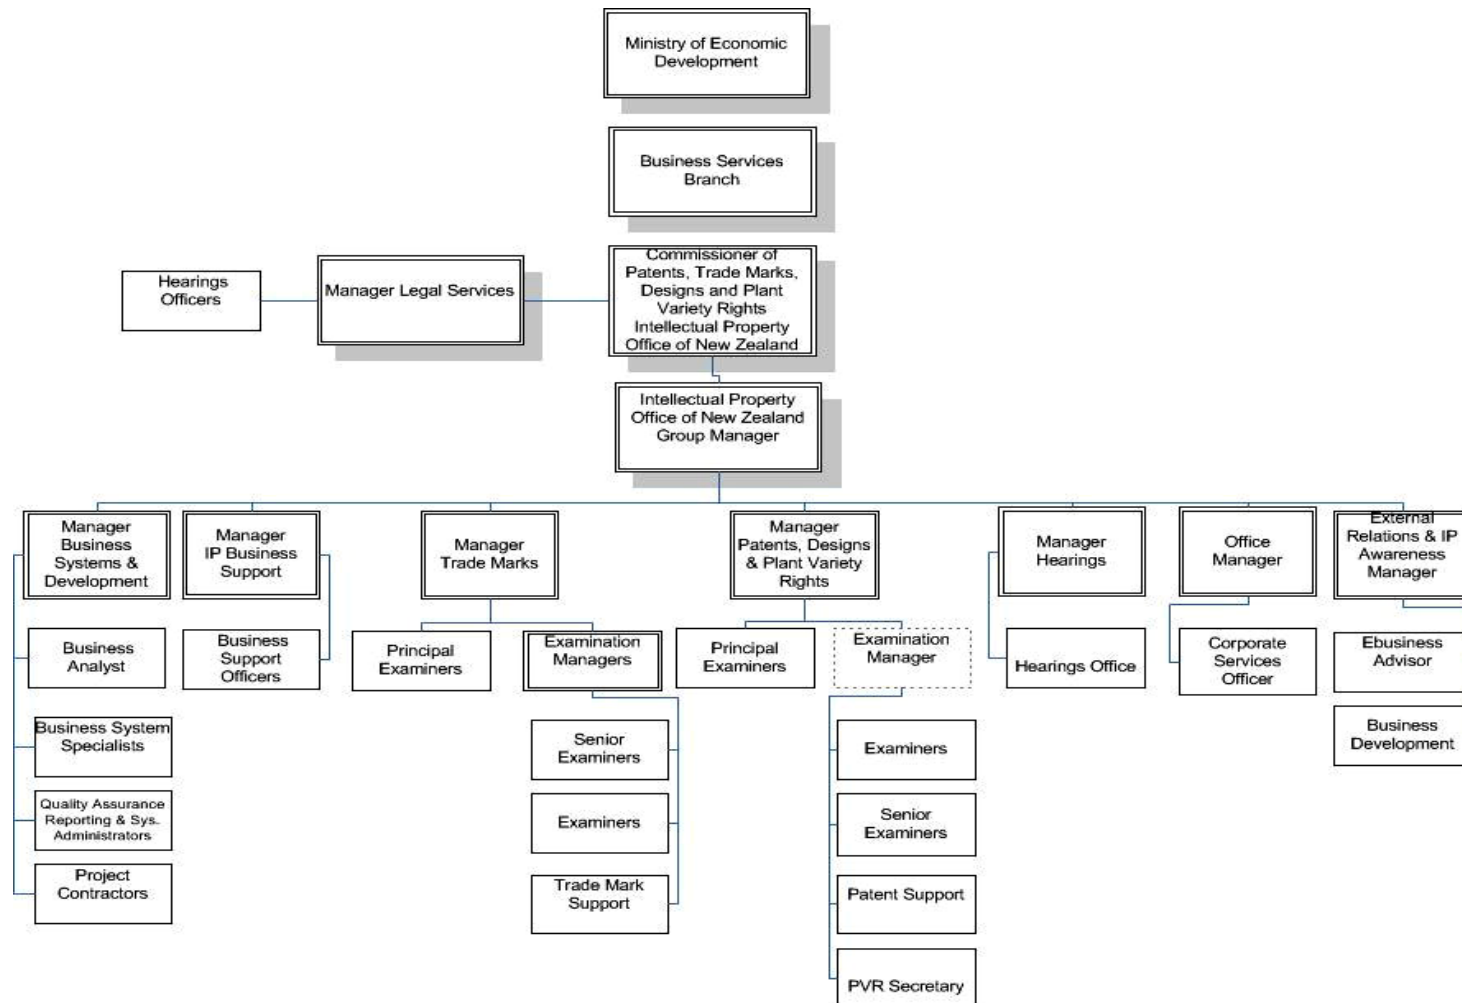 Ministry of Economic
Development
Business Services
Branch
Commissioner of
Patents, Trade Marks,
Designs and Plant
Variety Rights
Intellectual Property
Office of New Zealand
Manager Legal Services
Hearings
Officers
Intellectual Property
Office of New Zealand
Group Manager
Manager
Business
Systems &
Development
Manager
IP Business
Support
Manager
Trade Marks
Manager
Patents, Designs
& Plant Variety
Rights
Manager
Hearings
Office
Manager
External
Relations & IP
Awareness
Manager
Business
Analyst
Business
Support
Officers
Principal
Examiners
Examination
Managers
Principal
Examiners
Examination
Manager
Hearings Office
Corporate
Services
Officer
Ebusiness
Advisor
Business System
Specialists
Senior
Examiners
Examiners
Business
Development
Quality Assurance
Reporting & Sys.
Administrators
Examiners
Senior
Examiners
Project
Contractors
Trade Mark
Support
Patent Support
PVR Secretary